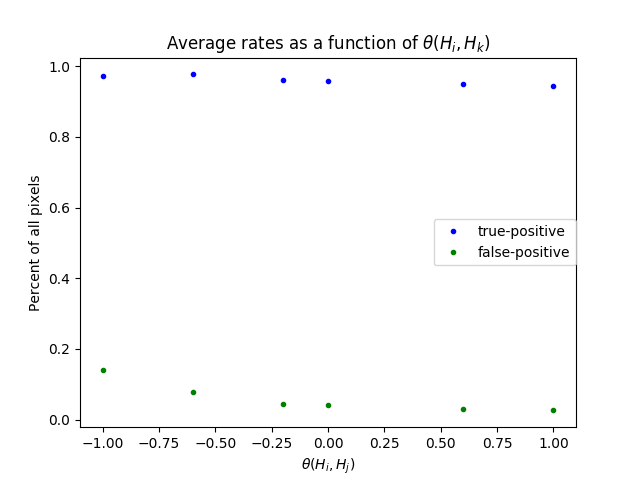 Average rates as a function of θ(H_i, H_k)
Percent of all pixels
1.0
0.8
0.6
0.4
0.2
0.0
true-positive
false-positive
−1.00 −0.75 −0.50 −0.25 0.00 0.25 0.50 0.75 1.00
θ(H_i, H_j)